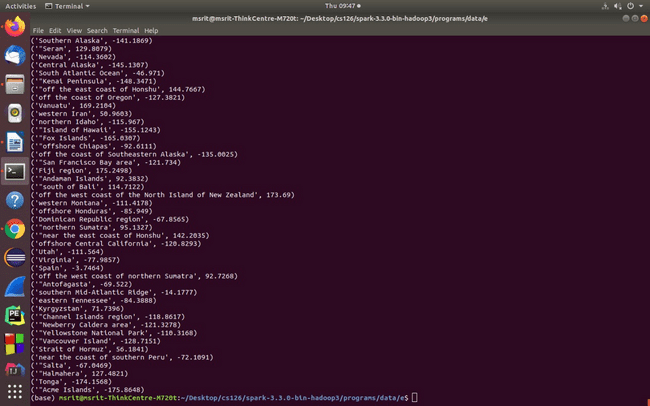 Activities
Terminal
Thu 09:47
msrit@msrit-ThinkCentre-M720t: ~/Desktop/cs126/spark-3.3.0-bin-hadoop3/programs/data/e
File Edit View Search Terminal Help
('Southern Alaska', -141.1869)
('"Seram', 129.8079)
('Nevada', -114.3602)
('Central Alaska', -145.1307)
('South Atlantic Ocean', -46.971)
('"Kenai Peninsula', -148.3471)
('"off the east coast of Honshu', 144.7667)
('off the coast of Oregon', -127.3821)
('Vanuatu', 169.2104)
('western Iran', 50.9603)
('northern Idaho', -115.967)
('"Island of Hawaii', -155.1243)
('"Fox Islands', -165.0307)
('"offshore Chiapas', -92.6111)
('off the coast of Southeastern Alaska', -135.0025)
('"San Francisco Bay area', -121.734)
('Fiji region', 175.2498)
('"Andaman Islands', 92.3832)
('"south of Bali', 114.7122)
('off the west coast of the North Island of New Zealand', 173.69)
('western Montana', -111.4178)
('offshore Honduras', -85.949)
('Dominican Republic region', -67.8565)
('"northern Sumatra', 95.1327)
('"near the east coast of Honshu', 142.2035)
('offshore Central California', -120.8293)
('Utah', -111.564)
('Virginia', -77.9857)
('Spain', -3.7464)
('off the west coast of northern Sumatra', 92.7268)
('"Antofagasta', -69.522)
('southern Mid-Atlantic Ridge', -14.1777)
('eastern Tennessee', -84.3888)
('Kyrgyzstan', 71.7396)
('"Channel Islands region', -118.8617)
('"Newberry Caldera area', -121.3278)
('"Yellowstone National Park', -110.3168)
('"Vancouver Island', -128.7151)
('Strait of Hormuz', 56.1841)
('near the coast of southern Peru', -72.1091)
('"Salta', -67.0469)
('"Halmahera', 127.4821)
('Tonga', -174.1568)
('"Acme Islands', -175.8648)
(base) msrit@msrit-ThinkCentre-M720t:~/Desktop/cs126/spark-3.3.0-bin-hadoop3/programs/data/e$